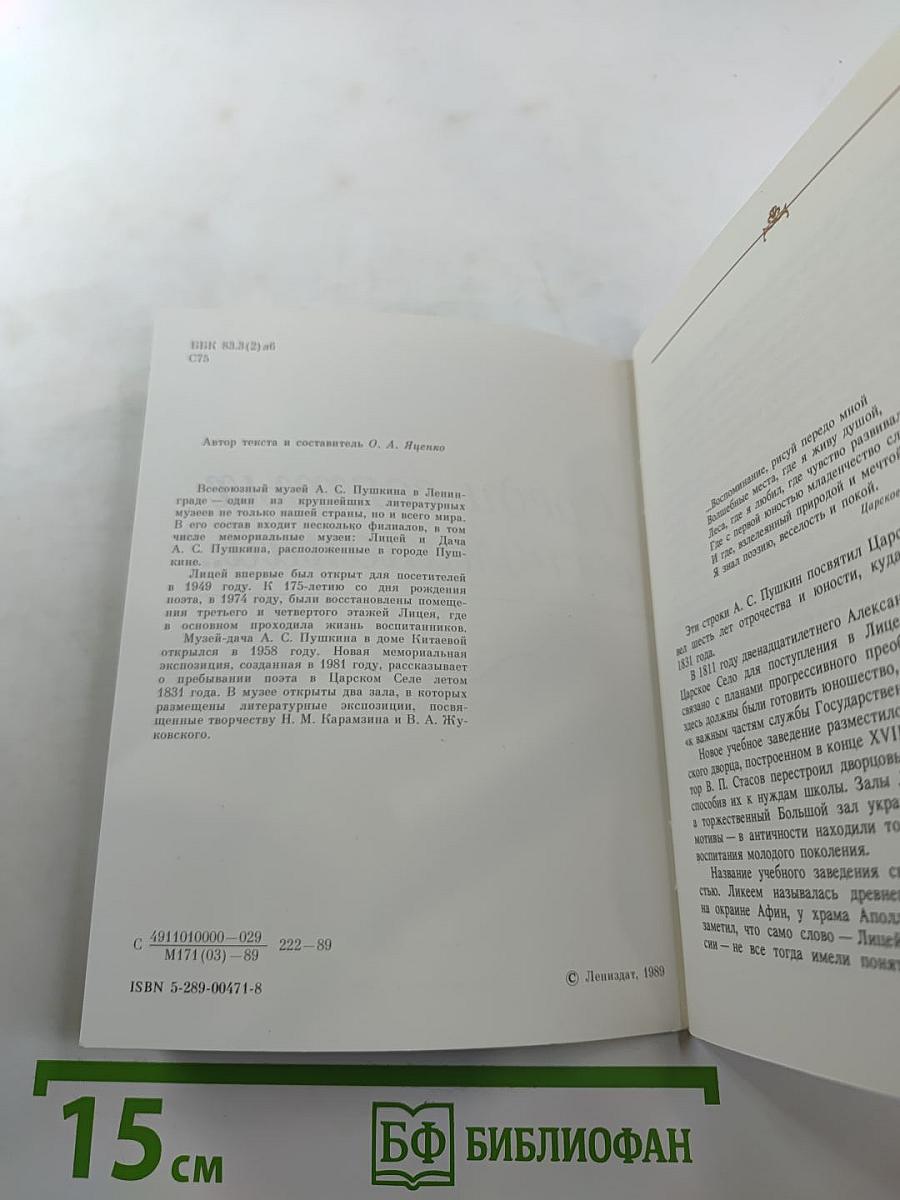 ББК 83.3(2)яб
С75
Автор текста и составитель О. А. Яценко
Всесоюзный музей А. С. Пушкина в Ленин-
граде — один из крупнейших литературных
музеев не только нашей страны, но и всего мира.
В его состав входит несколько филиалов, в том
числе мемориальные музеи: Лицей и Дача
А. С. Пушкина, расположенные в городе Пуш-
кине.
Лицей впервые был открыт для посетителей
в 1949 году. К 175-летию со дня рождения
поэта, в 1974 году, были восстановлены помеще-
ния третьего и четвертого этажей Лицея, где
в основном проходила жизнь воспитанников.
Музей-дача А. С. Пушкина в доме Китаевой
открылся в 1958 году. Новая мемориальная
экспозиция, созданная в 1981 году, рассказывает
о пребывании поэта в Царском Селе летом
1831 года. В музее открыты два зала, в которых
размещены литературные экспозиции, посвя-
щенные творчеству Н. М. Карамзина и В. А. Жу-
ковского.
С 4911010000—029 222—89
М171(03)—89
ISBN 5-289-00471-8
© Лениздат, 1989
...Воспоминание, рисуй передо мной
Волшебные места, где я живу душой,
Леса, где я любил, где чувство развивал
Где с первой юностью младенчество сл
И где, взлелеянный природой и мечтой
Я знал поэзию, веселость и покой.
Царское
Эти строки А. С. Пушкин посвятил Царс
вел шесть лет отрочества и юности, куда
1831 года.
В 1811 году двенадцатилетнего Алексан
Царское Село для поступления в Лице
связано с планами прогрессивного преоб
здесь должны были готовить юношество,
«к важным частям службы Государствен
Новое учебное заведение разместилос
ского дворца, построенном в конце XVII
тор В. П. Стасов перестроил дворцовы
способив их к нуждам школы. Залы
а торжественный Большой зал укра
мотивы — в античности находили то
воспитания молодого поколения.
Название учебного заведения с
стью. Ликеем называлась древне
на окраине Афин, у храма Аполл
заметил, что само слово — Лицей
сии — не все тогда имели понят
15 см
БФ БИБЛИОФАН